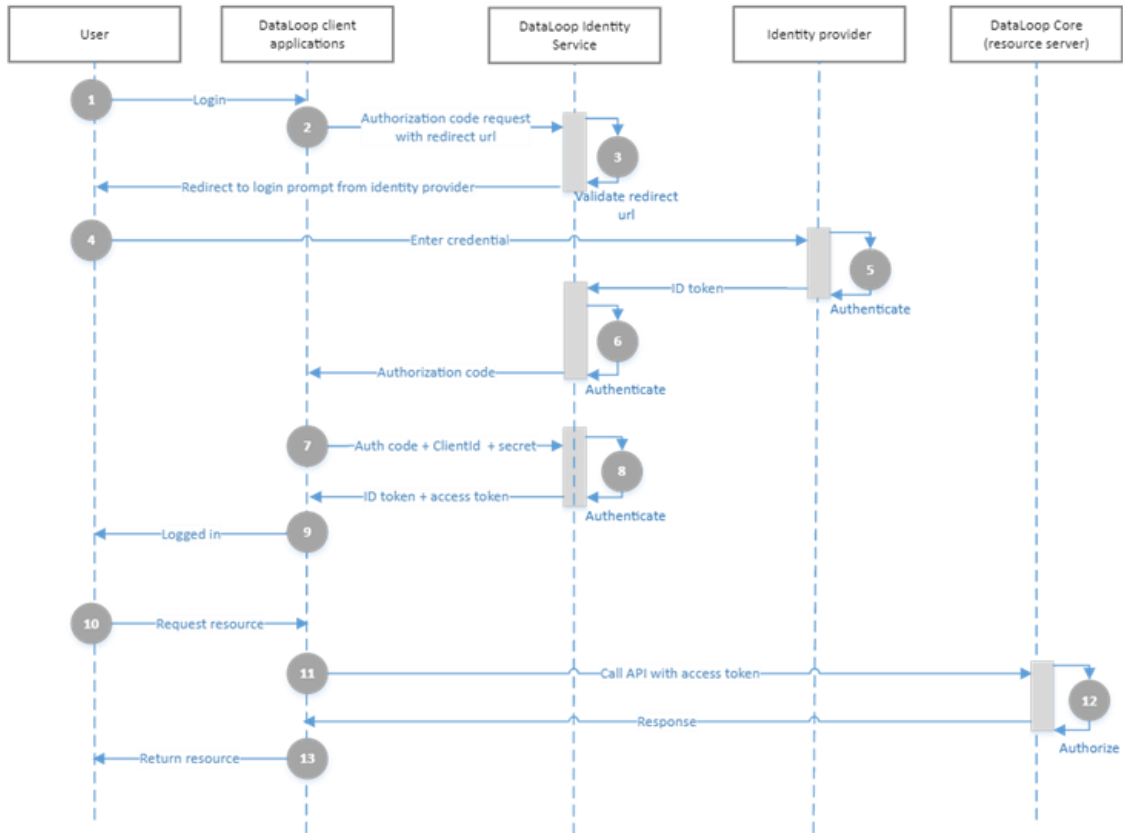 User
DataLoop client
applications
DataLoop Identity
Service
Identity provider
DataLoop Core
(resource server)
1
Login
2
Authorization code request
with redirect url
3
Redirect to login prompt from identity provider
Validate redirect
url
4
Enter credential
5
ID token
Authenticate
6
Authorization code
Authenticate
7
Auth code + ClientId + secret
8
ID token + access token
Authenticate
9
Logged in
10
Request resource
11
Call API with access token
12
Response
Authorize
13
Return resource